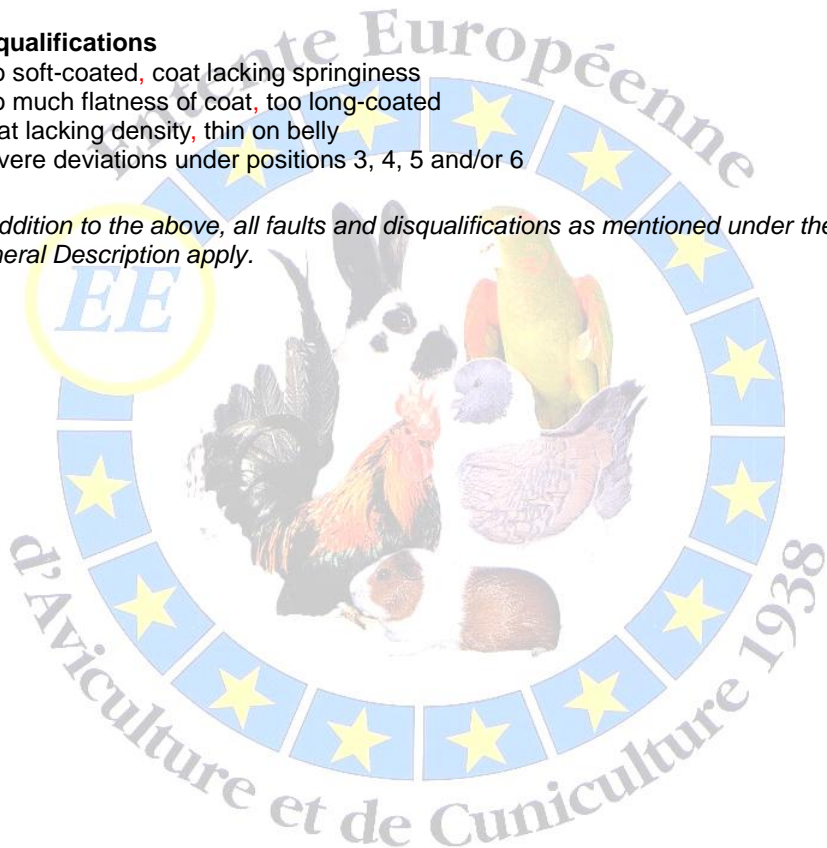 qualifications
o soft-coated, coat lacking springiness
o much flatness of coat, too long-coated
at lacking density, thin on belly
vere deviations under positions 3, 4, 5 and/or 6
ddition to the above, all faults and disqualifications as mentioned under the
neral Description apply.
Entente Européenne
EE
d'Aviculture et de Cuniculture 1938